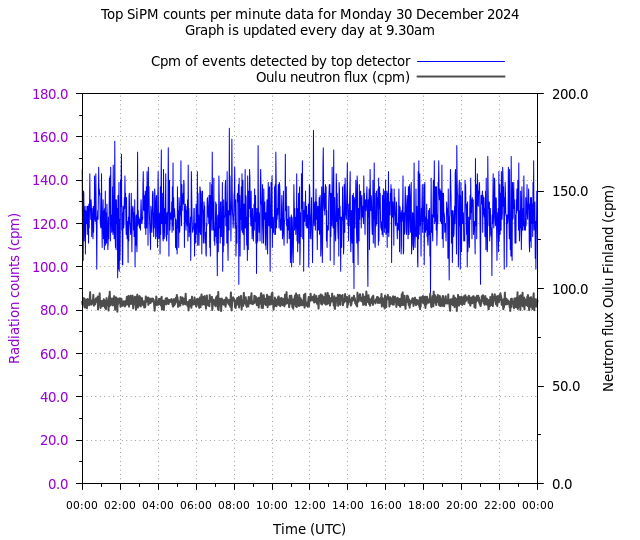 Top SiPM counts per minute data for Monday 30 December 2024
Graph is updated every day at 9.30am
Cpm of events detected by top detector
Oulu neutron flux (cpm)
180.0
160.0
140.0
120.0
100.0
80.0
60.0
40.0
20.0
0.0
Radiation counts (cpm)
200.0
150.0
100.0
50.0
0.0
Neutron flux Oulu Finland (cpm)
00:00 02:00 04:00 06:00 08:00 10:00 12:00 14:00 16:00 18:00 20:00 22:00 00:00
Time (UTC)